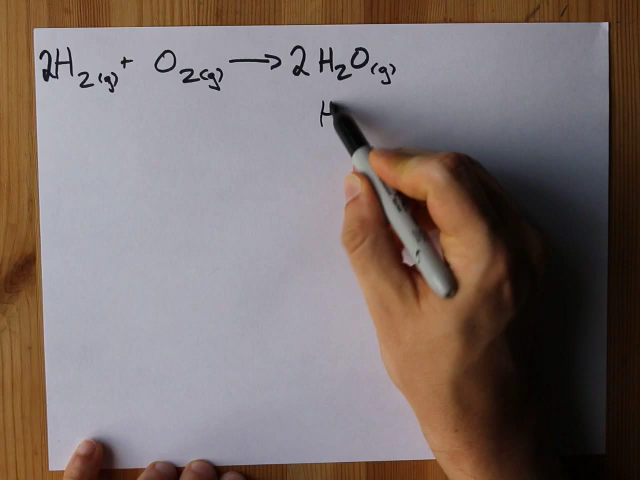 2H₂(g) + O₂(g) → 2 H₂O(g)
H